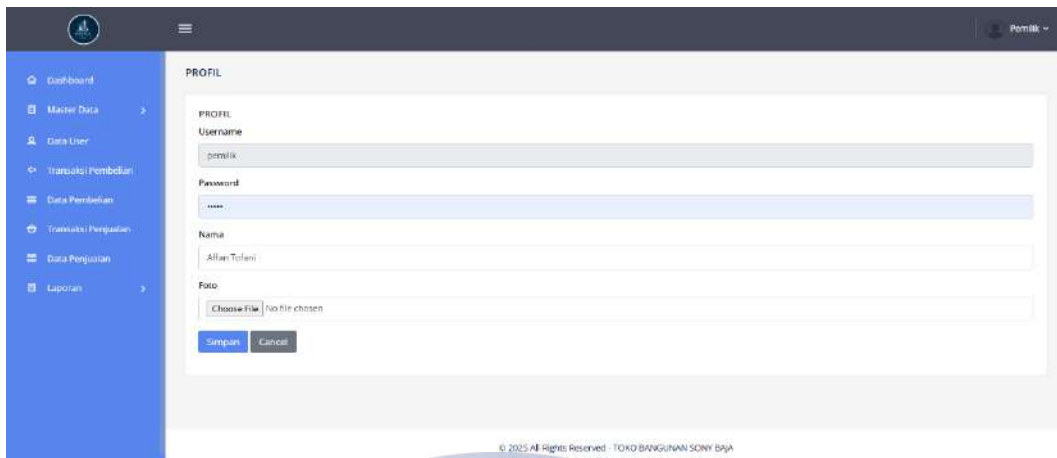 Pemilik
Dashboard
Master Data
Data User
Transaksi Pembelian
Data Pembelian
Transaksi Penjualan
Data Penjualan
Laporan
PROFIL
PROFIL
Username
pemilik
Password
•••••
Nama
Affan Tofani
Foto
Choose File No file chosen
Simpan Cancel
© 2025 All Rights Reserved - TOKO BANGUNAN SONY BAJA